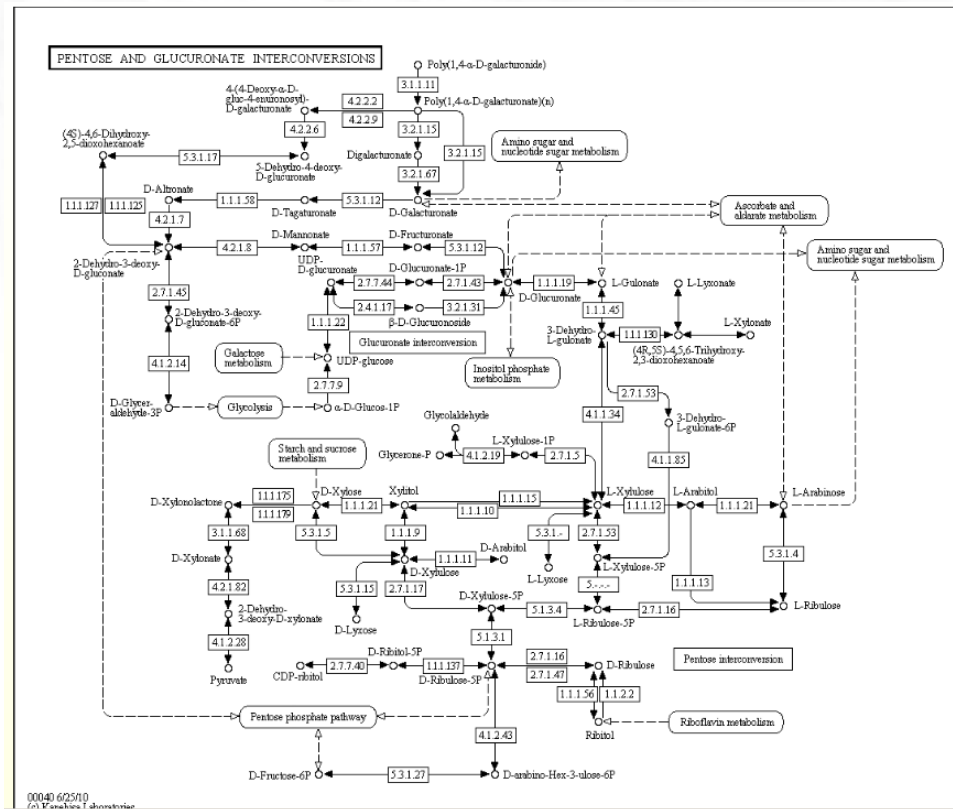 PENTOSE AND GLUCURONATE INTERCONVERSIONS
Poly(1,4-α-D-galacturonide)
3.1.1.11
4-(4-Deoxy-α-D-
gluc-4-enuronosyl)-
D-galacturonate
4.2.2.2
4.2.2.9
Poly(1,4-α-D-galacturonate)(n)
4.2.2.6
3.2.1.15
3.2.1.15
(4S)-4,6-Dihydroxy-
2,5-dioxohexanoate
5.3.1.17
5-Dehydro-4-deoxy-
D-glucuronate
Digalacturonate
3.2.1.67
Amino sugar and
nucleotide sugar metabolism
D-Altronate
1.1.1.58
D-Tagaturonate
5.3.1.12
D-Galacturonate
1.1.1.127
1.1.1.125
4.2.1.7
Ascorbate and
aldarate metabolism
2-Dehydro-3-deoxy-
D-gluconate
4.2.1.8
D-Mannonate
1.1.1.57
D-Fructuronate
5.3.1.12
Amino sugar and
nucleotide sugar metabolism
UDP-
D-glucuronate
D-Glucuronate-1P
2.7.7.44
2.7.1.43
D-Glucuronate
1.1.1.19
L-Gulonate
L-Lyxonate
2.7.1.45
2.4.1.17
3.2.1.31
β-D-Glucuronoside
1.1.1.45
2-Dehydro-3-deoxy-
D-gluconate-6P
1.1.1.22
Glucuronate interconversion
3-Dehydro-
L-gulonate
1.1.1.130
L-Xylonate
(4R,5S)-4,5,6-Trihydroxy-
2,3-dioxohexanoate
4.1.2.14
Galactose
metabolism
UDP-glucose
Inositol phosphate
metabolism
2.7.7.9
2.7.1.53
D-Glycer-
aldehyde-3P
Glycolysis
α-D-Glucos-1P
4.1.1.34
3-Dehydro-
L-gulonate-6P
Glycolaldehyde
Glycerone-P
4.1.2.19
L-Xylulose-1P
2.7.1.5
4.1.1.85
Starch and sucrose
metabolism
D-Xylonolactone
1.1.1.175
1.1.1.179
D-Xylose
1.1.1.21
Xylitol
1.1.1.15
1.1.1.10
L-Xylulose
1.1.1.12
L-Arabitol
1.1.1.21
L-Arabinose
3.1.1.68
5.3.1.5
1.1.1.9
5.3.1.-
2.7.1.53
D-Xylonate
D-Xylulose
1.1.1.11
D-Arabitol
L-Lyxose
L-Xylulose-5P
5.3.1.4
4.2.1.82
5.3.1.15
2.7.1.17
5.-.-.-
1.1.1.13
2-Dehydro-
3-deoxy-D-xylonate
D-Lyxose
D-Xylulose-5P
5.1.3.4
L-Ribulose-5P
2.7.1.16
L-Ribulose
4.1.2.28
5.1.3.1
Pyruvate
CDP-ribitol
2.7.7.40
D-Ribitol-5P
1.1.1.137
D-Ribulose-5P
2.7.1.16
2.7.1.47
D-Ribulose
Pentose interconversion
1.1.1.56
1.1.2.2
Pentose phosphate pathway
Ribitol
Riboflavin metabolism
4.1.2.43
D-Fructose-6P
5.3.1.27
D-arabino-Hex-3-ulose-6P
00040 6/25/10
(c) Kanehisa Laboratories